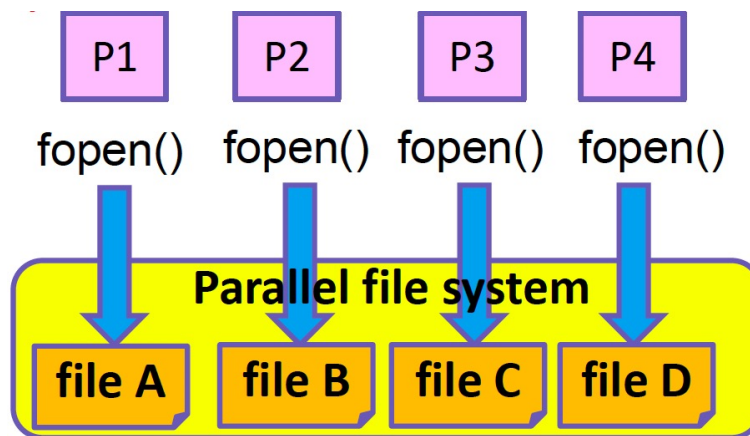 P1 P2 P3 P4
fopen() fopen() fopen() fopen()
Parallel file system
file A file B file C file D